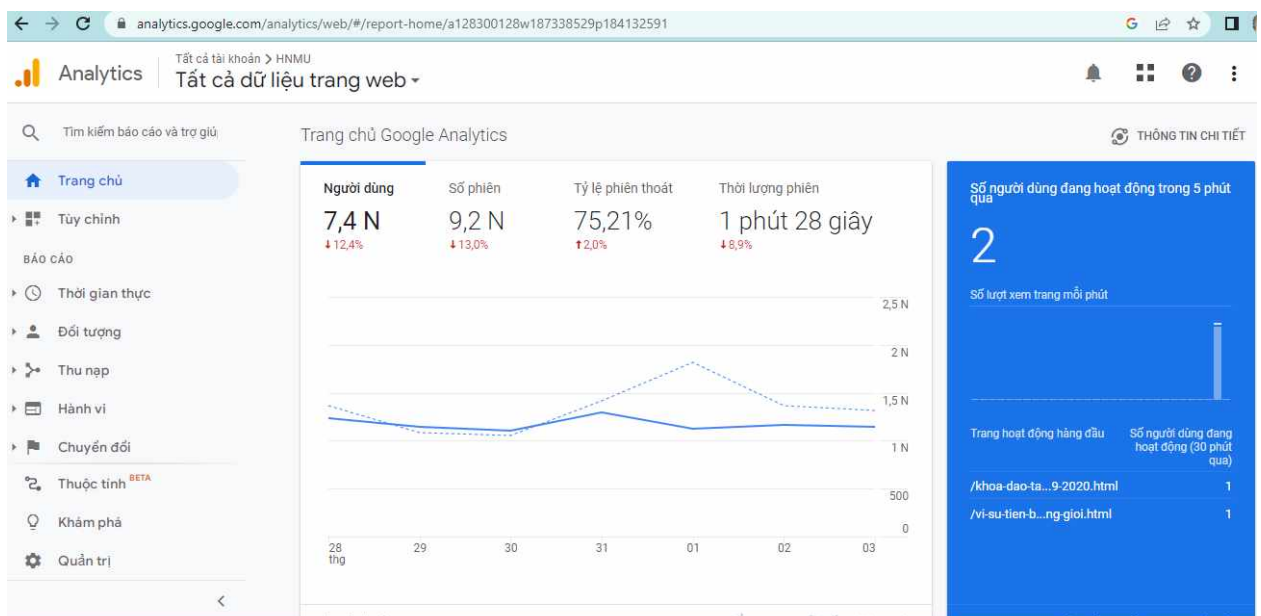 analytics.google.com/analytics/web/#/report-home/a128300128w187338529p184132591
Analytics
Tất cả tài khoản > HNMU
Tất cả dữ liệu trang web
Tìm kiếm báo cáo và trợ giú
Trang chủ
Tùy chỉnh
BÁO CÁO
Thời gian thực
Đối tượng
Thu nạp
Hành vi
Chuyển đổi
Thuộc tính BETA
Khám phá
Quản trị
Trang chủ Google Analytics
THÔNG TIN CHI TIẾT
Người dùng
7,4 N
12,4%
Số phiên
9,2 N
13,0%
Tỷ lệ phiên thoát
75,21%
2,0%
Thời lượng phiên
1 phút 28 giây
8,9%
2,5 N
2 N
1,5 N
1 N
500
0
28 29 30 31 01 02 03
thg
Số người dùng đang hoạt động trong 5 phút
qua
2
Số lượt xem trang mỗi phút
Trang hoạt động hàng đầu
Số người dùng đang
hoạt động (30 phút
qua)
/khoa-dao-ta...9-2020.html 1
/vi-su-tien-b...ng-gioi.html 1